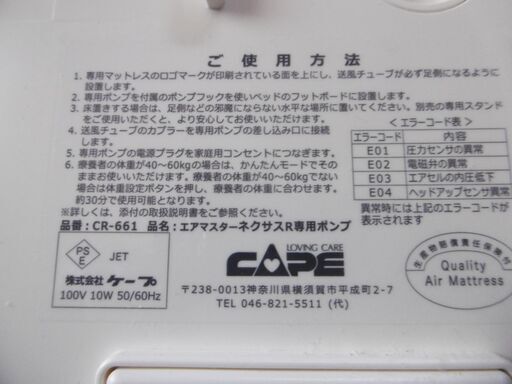 ご使用方法
1. 専用マットレスのロゴマークが印刷されている面を上にし、送風チューブが必ず足側になるように
設置します。
2. 専用ポンプを付属のポンプフックを使いベッドのフットボードに設置します。
3. 床置きする場合は、足側などの邪魔にならない水平な場所に置いてください。別売の専用スタンド
をご使用いただくと、より安心してお使いいただけます。
4. 送風チューブのカプラーを専用ポンプの差し込み口に接続
します。
5. 専用ポンプの電源プラグを家庭用コンセントにつなぎます。
6. 療養者の体重が40~60kgの場合は、かんたんモードでその
ままお使いいただけます。療養者の体重が40~60kgでない
場合は体重設定ボタンを押し、療養者の体重に合わせます。
約30分で使用可能となります。
※詳しくは、添付の取扱説明書をご覧ください。
<エラーコード表>
エラーコード 内容
E01 圧力センサの異常
E02 電磁弁の異常
E03 エアセルの内圧低下
E04 ヘッドアップセンサ異常
異常時には上記のエラーコードが
表示されます。
品番:CR-661 品名:エアマスターネクサスR専用ポンプ
PS
E
JET
株式会社ケープ
100V 10W 50/60Hz
LOVING CARE
CAPE
〒238-0013神奈川県横須賀市平成町2-7
TEL 046-821-5511 (代)
生産物賠償責任保険付
Quality
Air Mattress